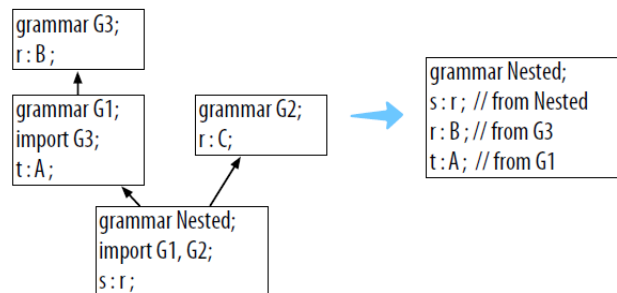 grammar G3;
r : B ;
grammar G1;
import G3;
t : A ;
grammar G2;
r : C;
grammar Nested;
import G1, G2;
s : r ;
grammar Nested;
s : r ; // from Nested
r : B ; // from G3
t : A ; // from G1